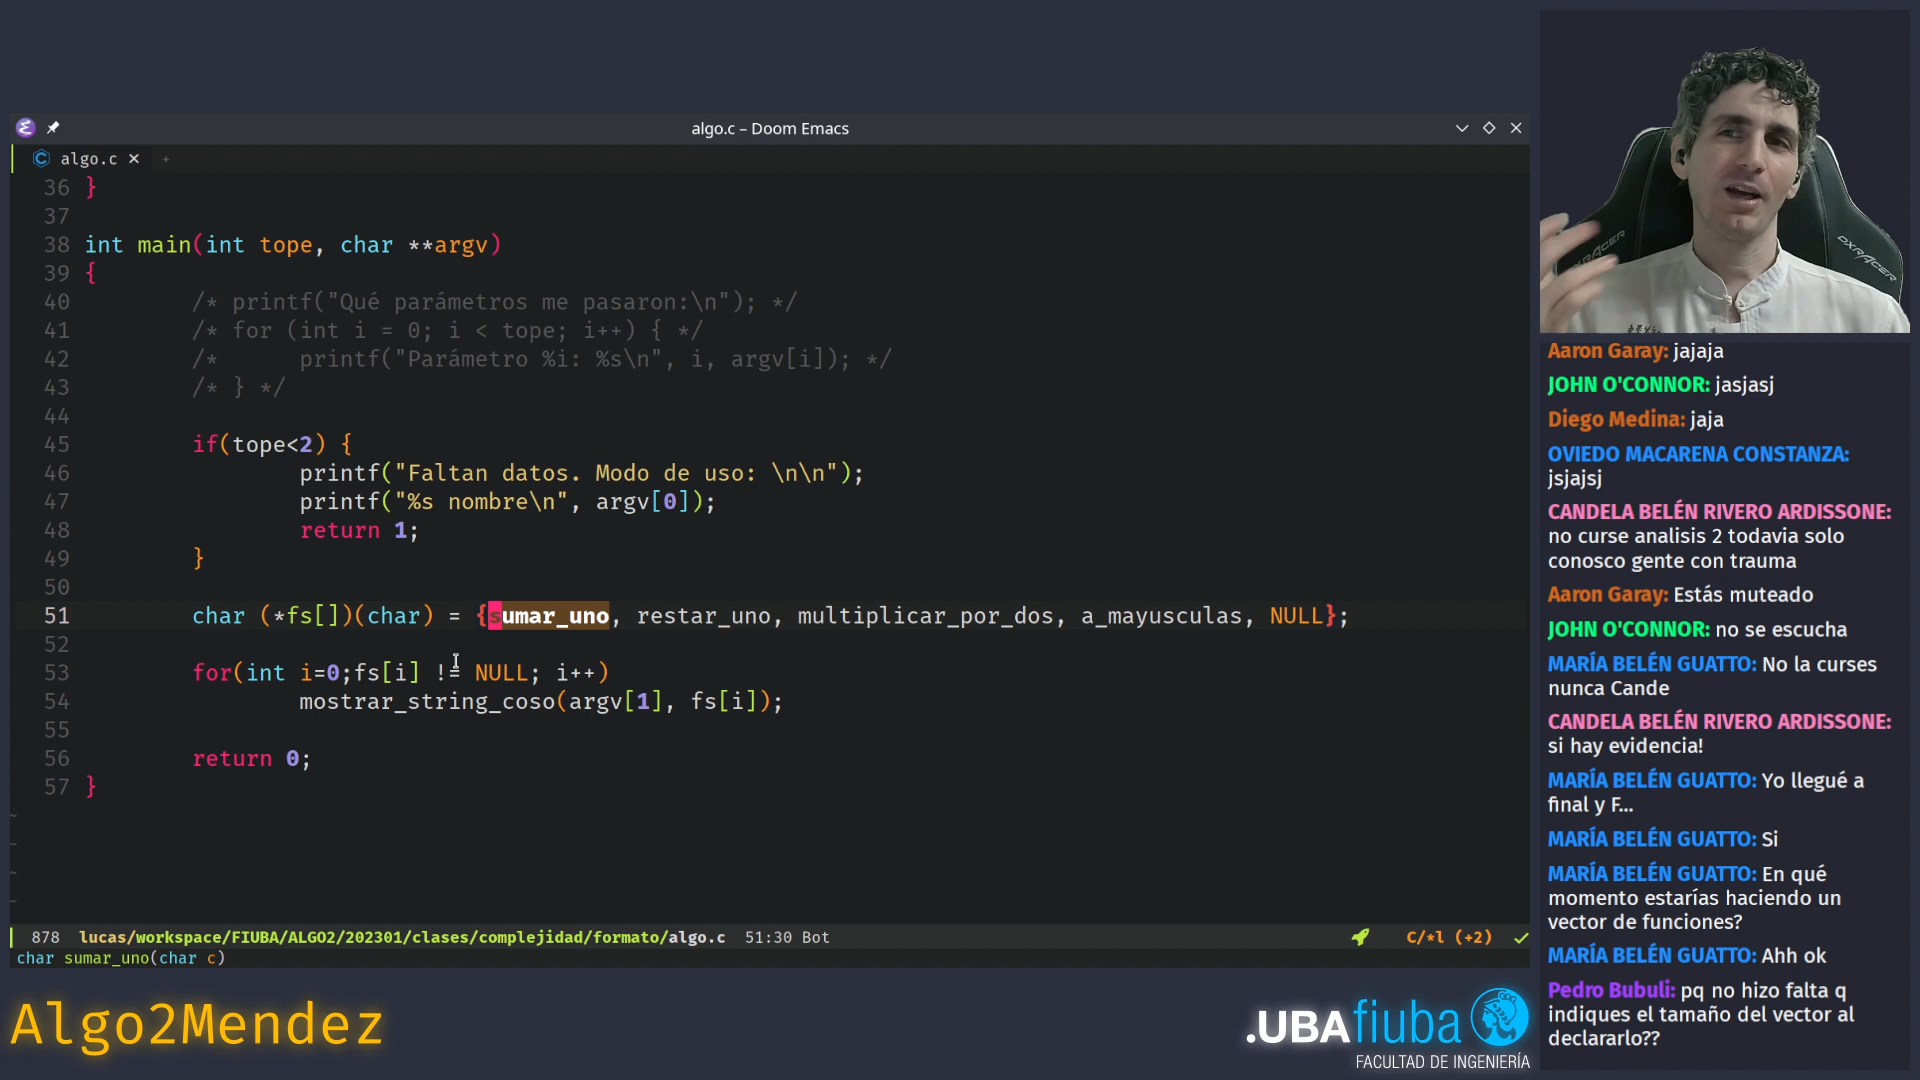 algo.c – Doom Emacs
algo.c
36 }
37
38 int main(int tope, char **argv)
39 {
40 /* printf("Qué parámetros me pasaron:\n"); */
41 /* for (int i = 0; i < tope; i++) { */
42 /* printf("Parámetro %i: %s\n", i, argv[i]); */
43 /* } */
44
45 if(tope<2) {
46 printf("Faltan datos. Modo de uso: \n\n");
47 printf("%s nombre\n", argv[0]);
48 return 1;
49 }
50
51 char (*fs[])(char) = {sumar_uno, restar_uno, multiplicar_por_dos, a_mayusculas, NULL};
52
53 for(int i=0;fs[i] != NULL; i++)
54 mostrar_string_coso(argv[1], fs[i]);
55
56 return 0;
57 }
~
~
~
~
878 lucas/workspace/FIUBA/ALGO2/202301/clases/complejidad/formato/algo.c 51:30 Bot C/*l (+2)
char sumar_uno(char c)
Algo2Mendez
.UBAfiuba
FACULTAD DE INGENIERÍA
DXRACER
Aaron Garay: jajaja
JOHN O'CONNOR: jasjasj
Diego Medina: jaja
OVIEDO MACARENA CONSTANZA:
jsjajsj
CANDELA BELÉN RIVERO ARDISSONE:
no curse analisis 2 todavia solo
conosco gente con trauma
Aaron Garay: Estás muteado
JOHN O'CONNOR: no se escucha
MARÍA BELÉN GUATTO: No la curses
nunca Cande
CANDELA BELÉN RIVERO ARDISSONE:
si hay evidencia!
MARÍA BELÉN GUATTO: Yo llegué a
final y F...
MARÍA BELÉN GUATTO: Si
MARÍA BELÉN GUATTO: En qué
momento estarías haciendo un
vector de funciones?
MARÍA BELÉN GUATTO: Ahh ok
Pedro Bubuli: pq no hizo falta q
indiques el tamaño del vector al
declararlo??